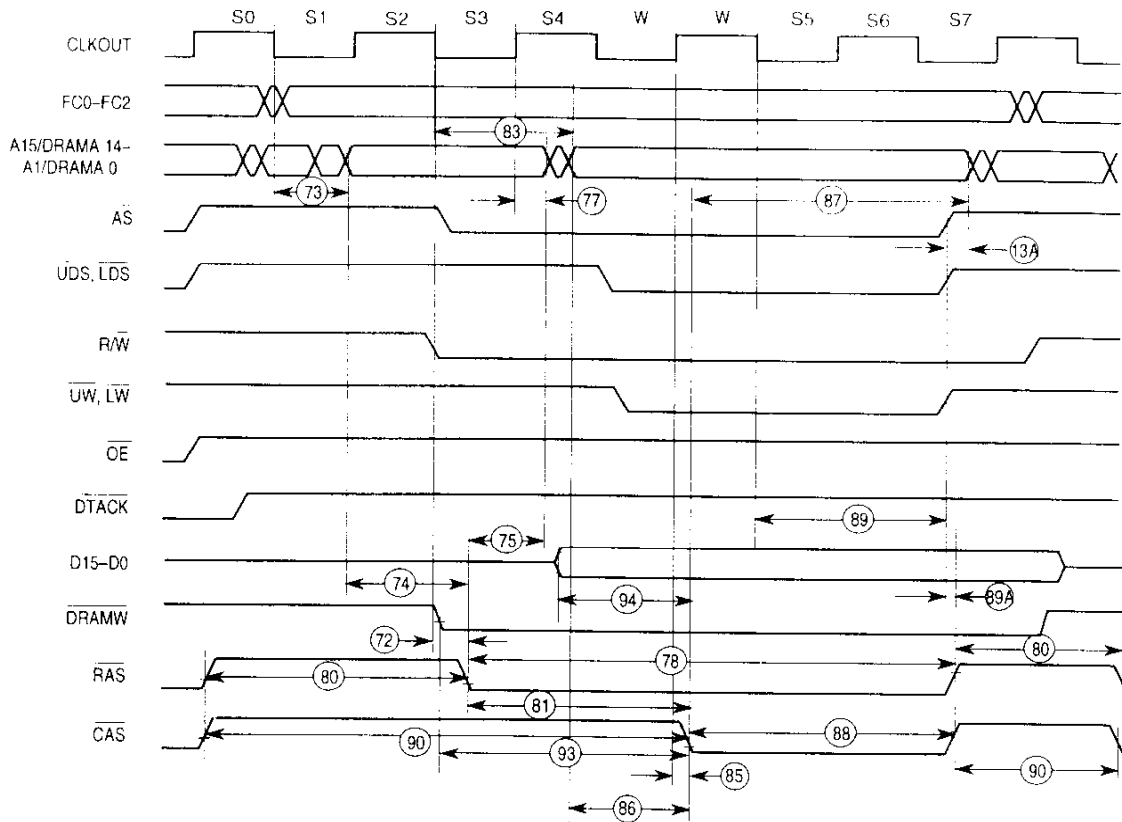 S0 S1 S2 S3 S4 W W S5 S6 S7
CLKOUT
FC0–FC2
83
A15/DRAMA 14–
A1/DRAMA 0
73 77 87
AS
13A
UDS, LDS
R/W
UW, LW
OE
DTACK
89
75
D15–D0
74 94 89A
DRAMW
72 80
78
RAS
80
81
CAS
90 88
93
85 90
86